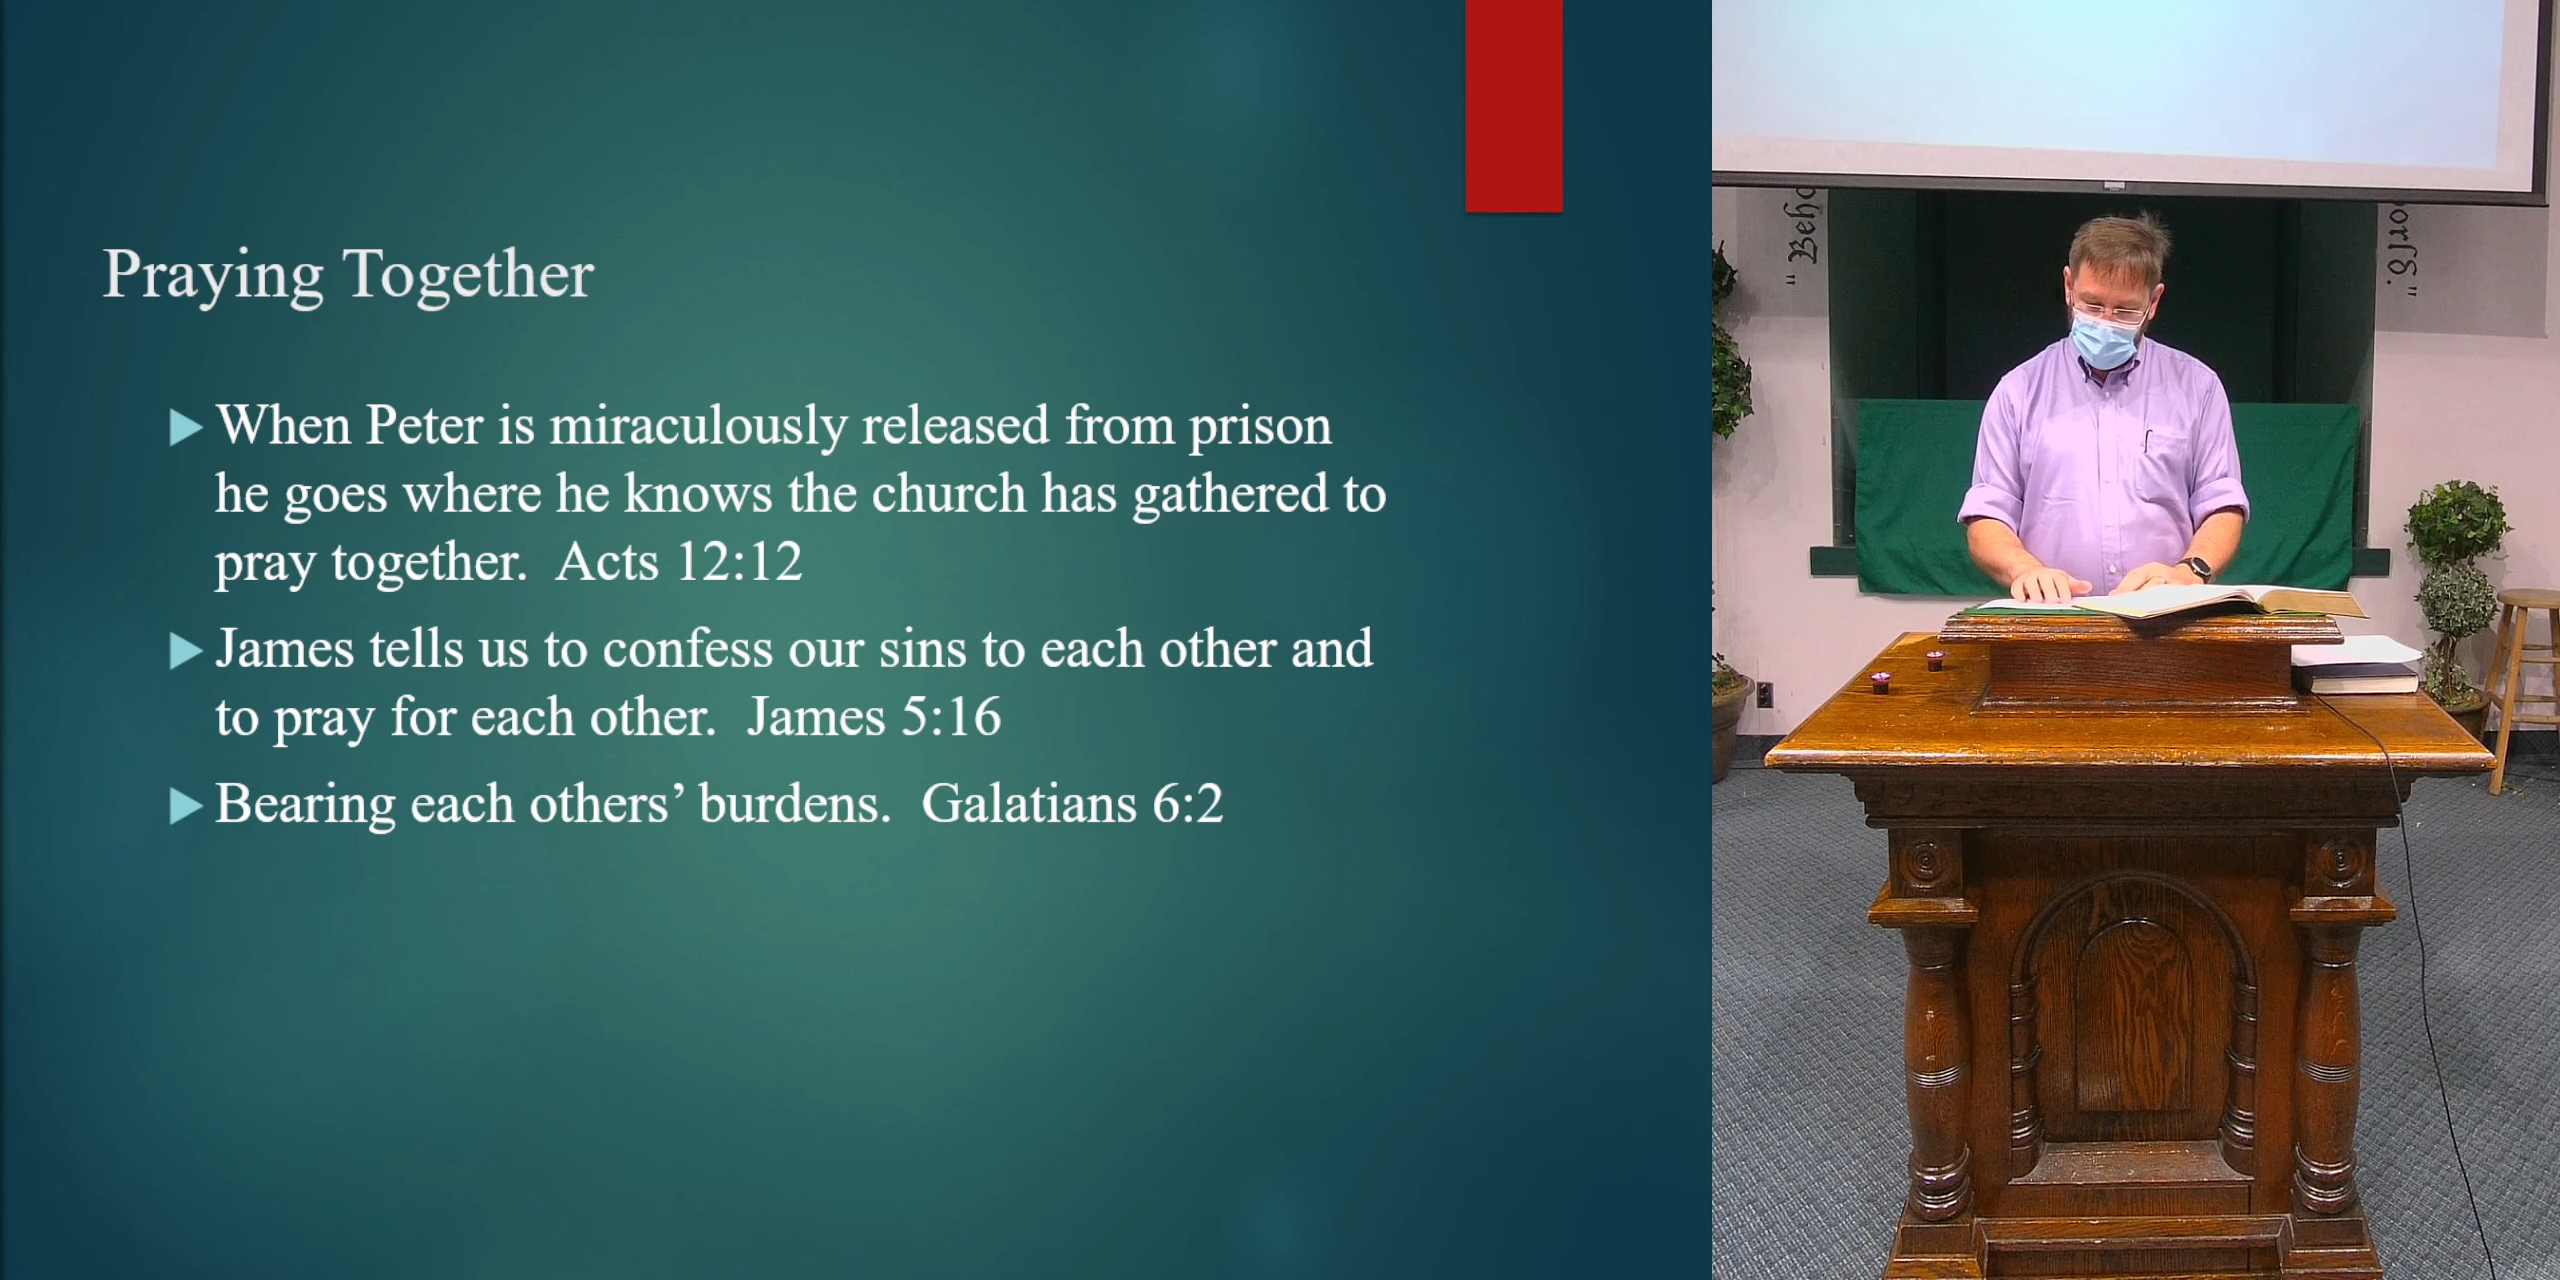 Praying Together
When Peter is miraculously released from prison
he goes where he knows the church has gathered to
pray together.  Acts 12:12
James tells us to confess our sins to each other and
to pray for each other.  James 5:16
Bearing each others’ burdens.  Galatians 6:2